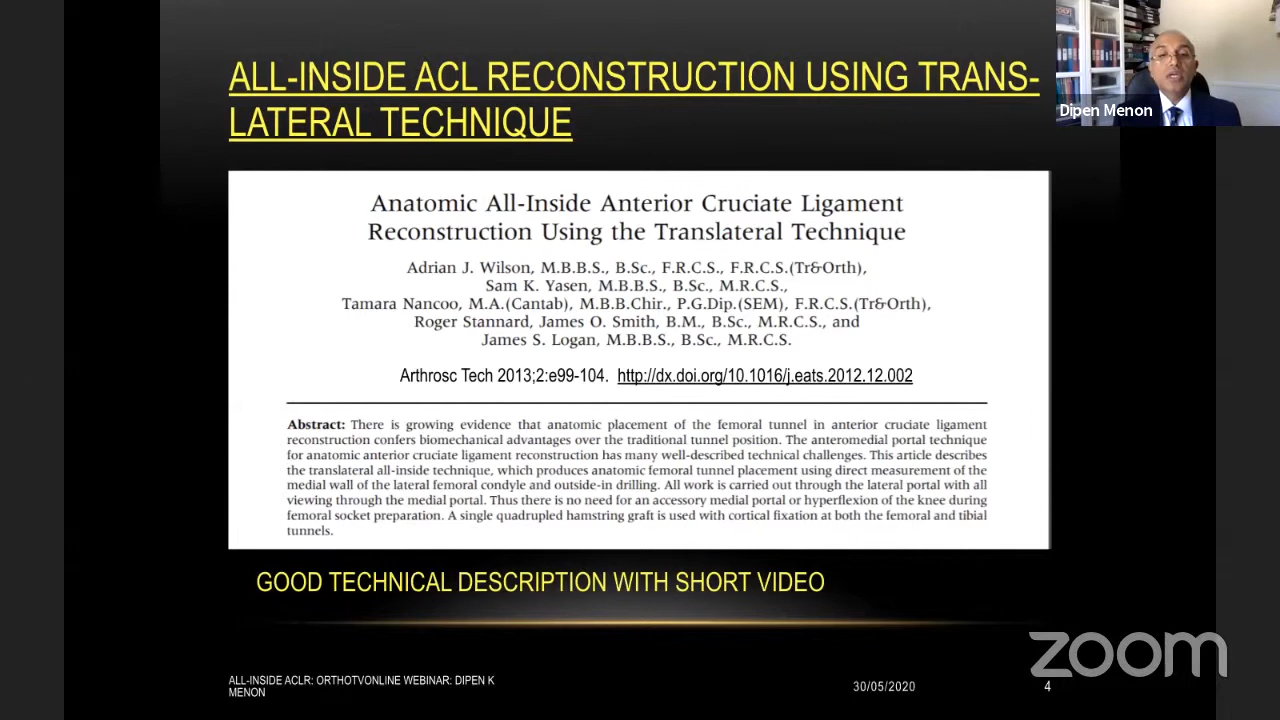 ALL-INSIDE ACL RECONSTRUCTION USING TRANS-
LATERAL TECHNIQUE
Dipen Menon
Anatomic All-Inside Anterior Cruciate Ligament
Reconstruction Using the Translateral Technique
Adrian J. Wilson, M.B.B.S., B.Sc., F.R.C.S., F.R.C.S.(Tr&Orth),
Sam K. Yasen, M.B.B.S., B.Sc., M.R.C.S.,
Tamara Nancoo, M.A.(Cantab), M.B.B.Chir., P.G.Dip.(SEM), F.R.C.S.(Tr&Orth),
Roger Stannard, James O. Smith, B.M., B.Sc., M.R.C.S., and
James S. Logan, M.B.B.S., B.Sc., M.R.C.S.
Arthrosc Tech 2013;2:e99-104. http://dx.doi.org/10.1016/j.eats.2012.12.002
Abstract: There is growing evidence that anatomic placement of the femoral tunnel in anterior cruciate ligament
reconstruction confers biomechanical advantages over the traditional tunnel position. The anteromedial portal technique
for anatomic anterior cruciate ligament reconstruction has many well-described technical challenges. This article describes
the translateral all-inside technique, which produces anatomic femoral tunnel placement using direct measurement of the
medial wall of the lateral femoral condyle and outside-in drilling. All work is carried out through the lateral portal with all
viewing through the medial portal. Thus there is no need for an accessory medial portal or hyperflexion of the knee during
femoral socket preparation. A single quadrupled hamstring graft is used with cortical fixation at both the femoral and tibial
tunnels.
GOOD TECHNICAL DESCRIPTION WITH SHORT VIDEO
zoom
ALL-INSIDE ACLR: ORTHOTVONLINE WEBINAR: DIPEN K
MENON
30/05/2020
4